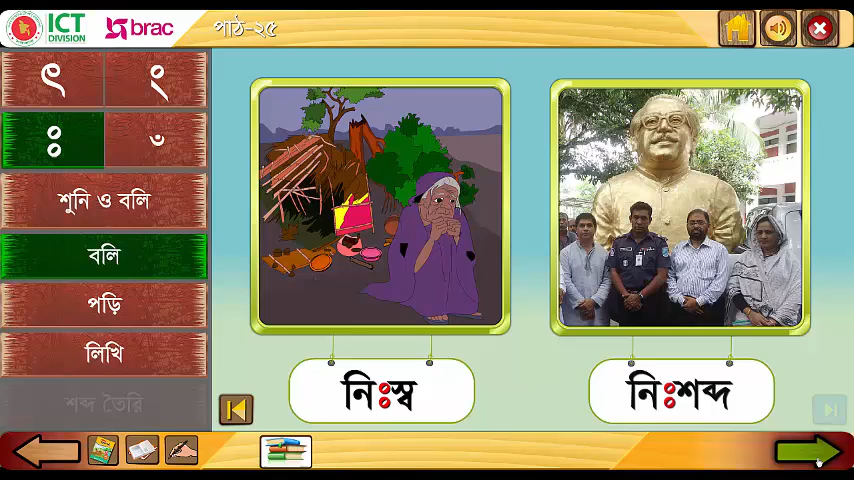 ICT
DIVISION
brac
পাঠ-২৫
ৎ
ং
ঃ
ঁ
শুনি ও বলি
বলি
পড়ি
লিখি
শব্দ তৈরি
নিঃস্ব
নিঃশব্দ